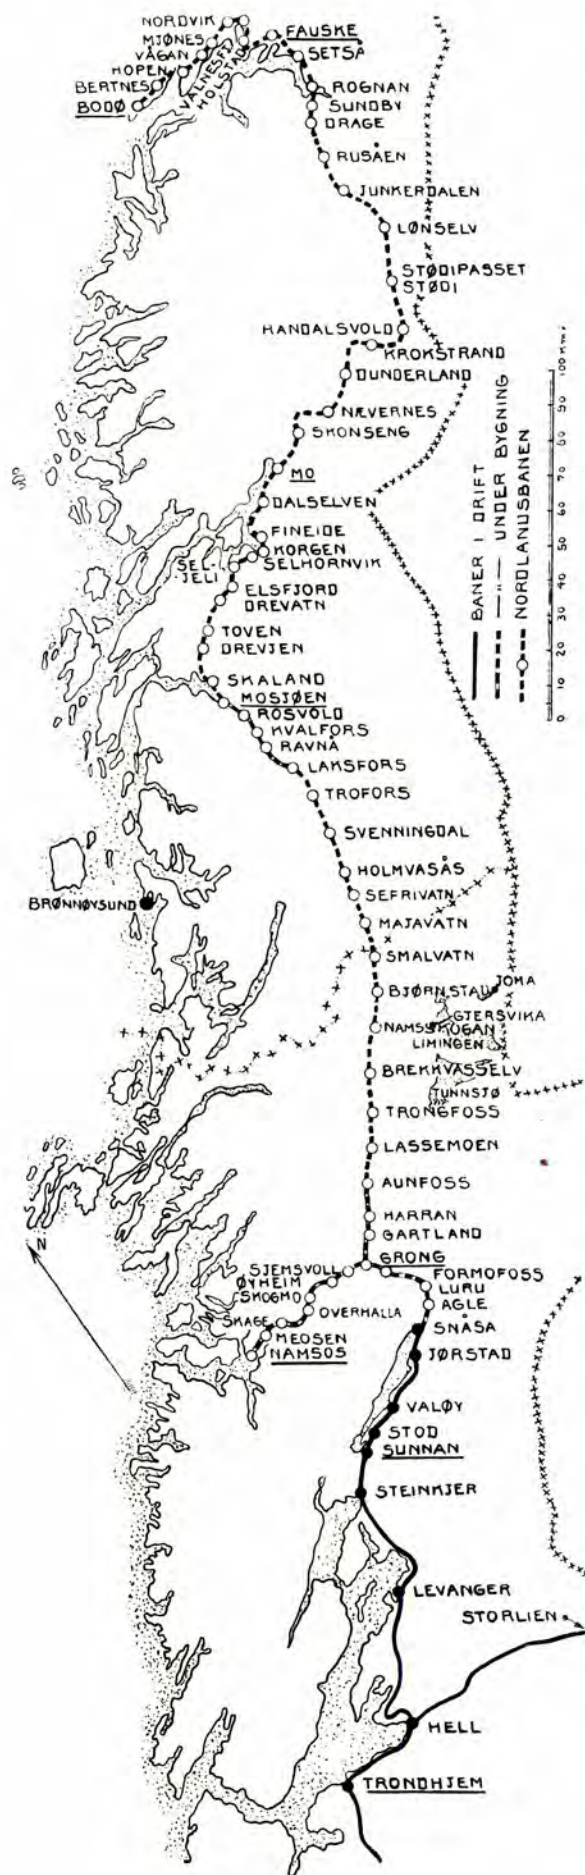 NORDVIK
MJØNES
VÅGAN
HOPEN
BERTNES
BODØ
VALNESFJ.
HOLSTAD
FAUSKE
SETSÅ
ROGNAN
SUNDBY
DRAGE
RUSÅEN
JUNKERDALEN
LØNSELV
STØDIPASSET
STØDI
RANDALSVOLD
KROKSTRAND
DUNDERLAND
NÆVERNES
SKONSENG
MO
DALSELVEN
FINEIDE
KORGEN
SELHORNVIK
SEL-
JELI
ELSFJORD
DREVATN
TOVEN
DREVJEN
SKALAND
MOSJØEN
ROSVOLD
KVALFORS
RAVNÅ
LAKSFORS
TROFORS
SVENNINGDAL
HOLMVASÅS
BRØNNØYSUND
SEFRIVATN
MAJAVATN
SMALVATN
BJØRNSTAD
JOMA
GJERSVIKA
NAMSSKOGAN
LIMINGEN
BREKKVASSELV
TUNNSJØ
TRONGFOSS
LASSEMOEN
AUNFOSS
HARRAN
GARTLAND
GRONG
N
SJEMSVOLL
ØYHEIM
SKOGMO
FORMOFOSS
LURU
AGLE
SKAGE
OVERHALLA
MEOSEN
NAMSOS
SNÅSA
JØRSTAD
VALØY
STOD
SUNNAN
STEINKJER
LEVANGER
STORLIEN
HELL
TRONDHJEM
BANER I DRIFT
—„— UNDER BYGNING
NORDLANDSBANEN
0 10 20 30 40 50 60 70 80 90 100 Km